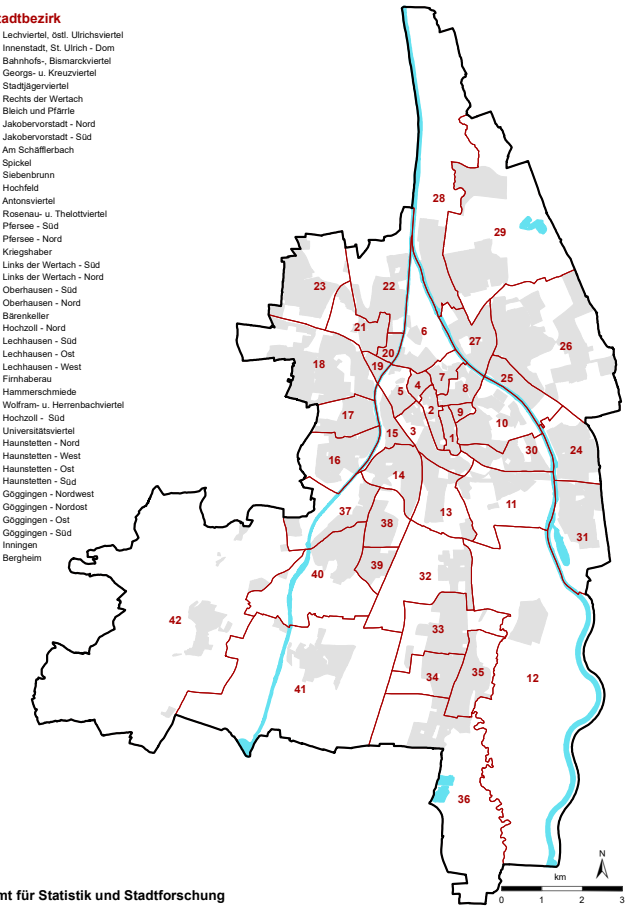 tadtbezirk
Lechviertel, östl. Ulrichsviertel
Innenstadt, St. Ulrich - Dom
Bahnhofs-, Bismarckviertel
Georgs- u. Kreuzviertel
Stadtjägerviertel
Rechts der Wertach
Bleich und Pfärrle
Jakobervorstadt - Nord
Jakobervorstadt - Süd
Am Schäfflerbach
Spickel
Siebenbrunn
Hochfeld
Antonsviertel
Rosenau- u. Thelottviertel
Pfersee - Süd
Pfersee - Nord
Kriegshaber
Links der Wertach - Süd
Links der Wertach - Nord
Oberhausen - Süd
Oberhausen - Nord
Bärenkeller
Hochzoll - Nord
Lechhausen - Süd
Lechhausen - Ost
Lechhausen - West
Firnhaberau
Hammerschmiede
Wolfram- u. Herrenbachviertel
Hochzoll - Süd
Universitätsviertel
Haunstetten - Nord
Haunstetten - West
Haunstetten - Ost
Haunstetten - Süd
Göggingen - Nordwest
Göggingen - Nordost
Göggingen - Ost
Göggingen - Süd
Inningen
Bergheim
28
29
23
22
21
6
27
26
20
19
18
25
7
4
5
8
2
9
17
10
15
3
1
30
24
16
14
11
13
37
31
38
39
40
32
42
33
34
35
12
41
36
N
km
0 1 2 3
mt für Statistik und Stadtforschung